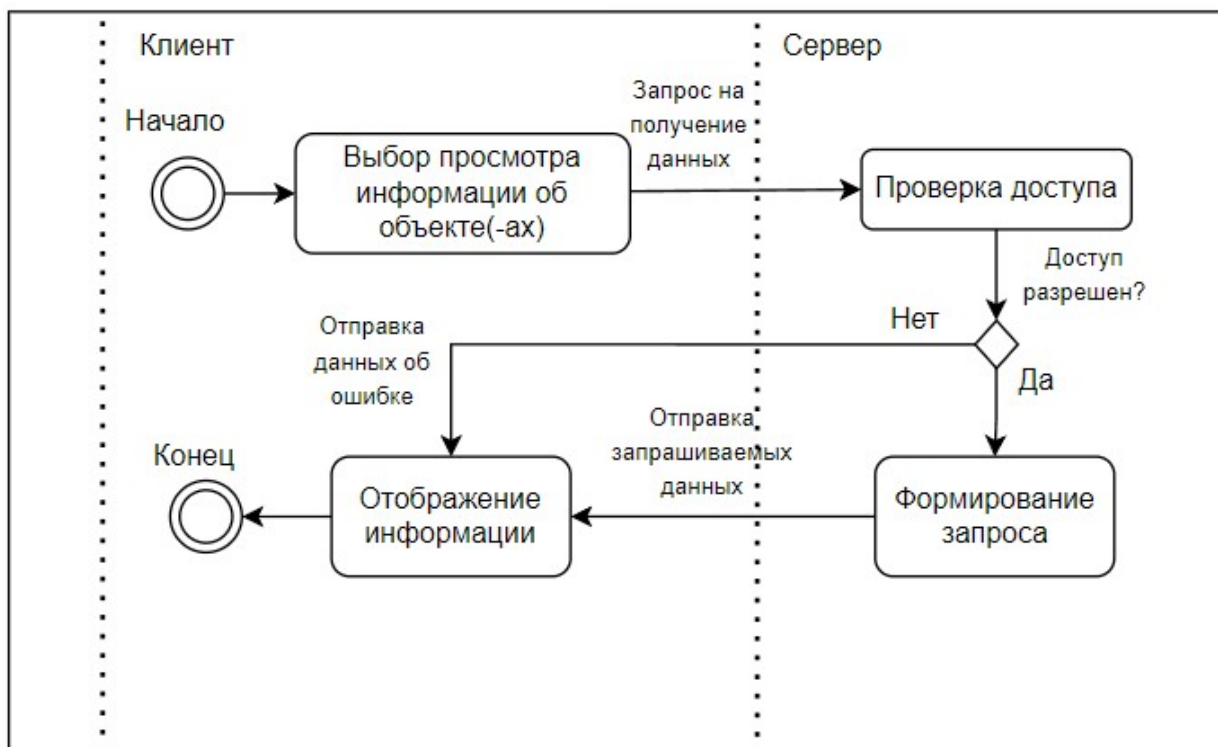 Клиент
Сервер
Начало
Выбор просмотра
информации об
объекте(-ах)
Запрос на
получение
данных
Проверка доступа
Доступ
разрешен?
Нет
Да
Отправка
данных об
ошибке
Отправка
запрашиваемых
данных
Формирование
запроса
Отображение
информации
Конец